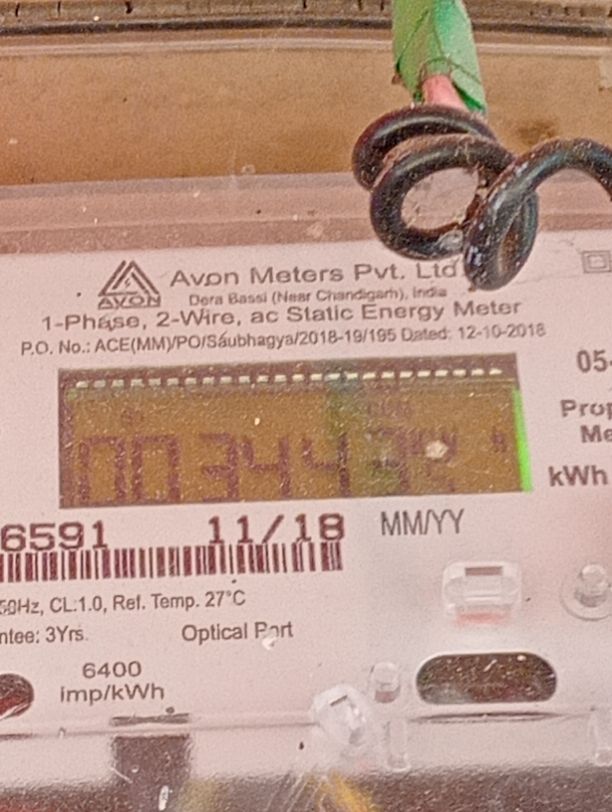 AVON
Avon Meters Pvt. Ltd
Dera Bassi (Near Chandigarh), India
1-Phase, 2-Wire, ac Static Energy Meter
P.O. No.: ACE(MM)/PO/Saubhagya/2018-19/195 Dated: 12-10-2018
05-
kWh
6591 11/18 MM/YY
50Hz, CL:1.0, Ref. Temp. 27°C
ntee: 3Yrs. Optical Port
6400
imp/kWh